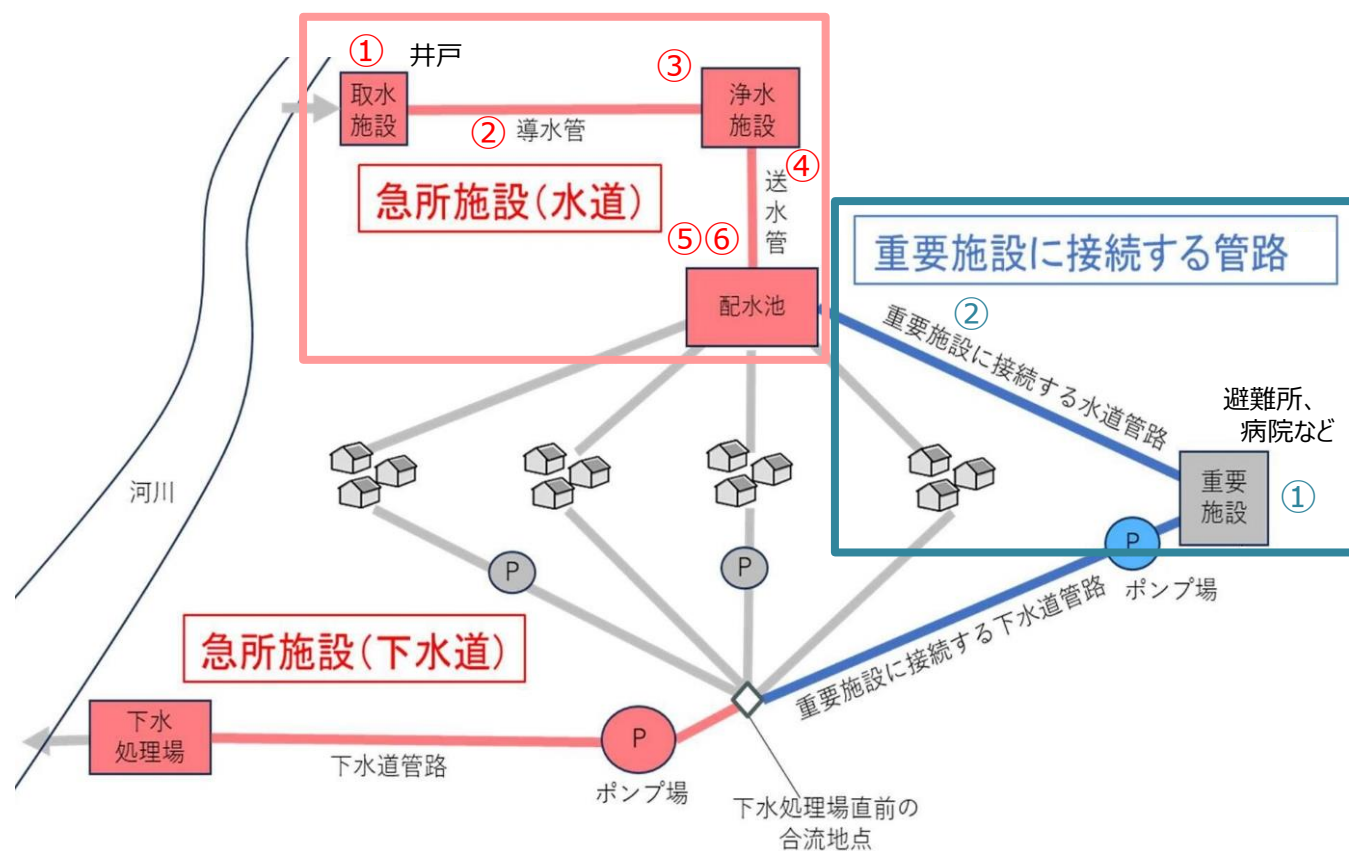 ① 井戸
取水
施設
② 導水管
③
浄水
施設
④
送
水
管
急所施設(水道)
⑤⑥
配水池
重要施設に接続する管路
②
重要施設に接続する水道管路
避難所、
病院など
重要
施設
①
河川
P
P
P
ポンプ場
重要施設に接続する下水道管路
急所施設(下水道)
下水
処理場
下水道管路
P
ポンプ場
下水処理場直前の
合流地点